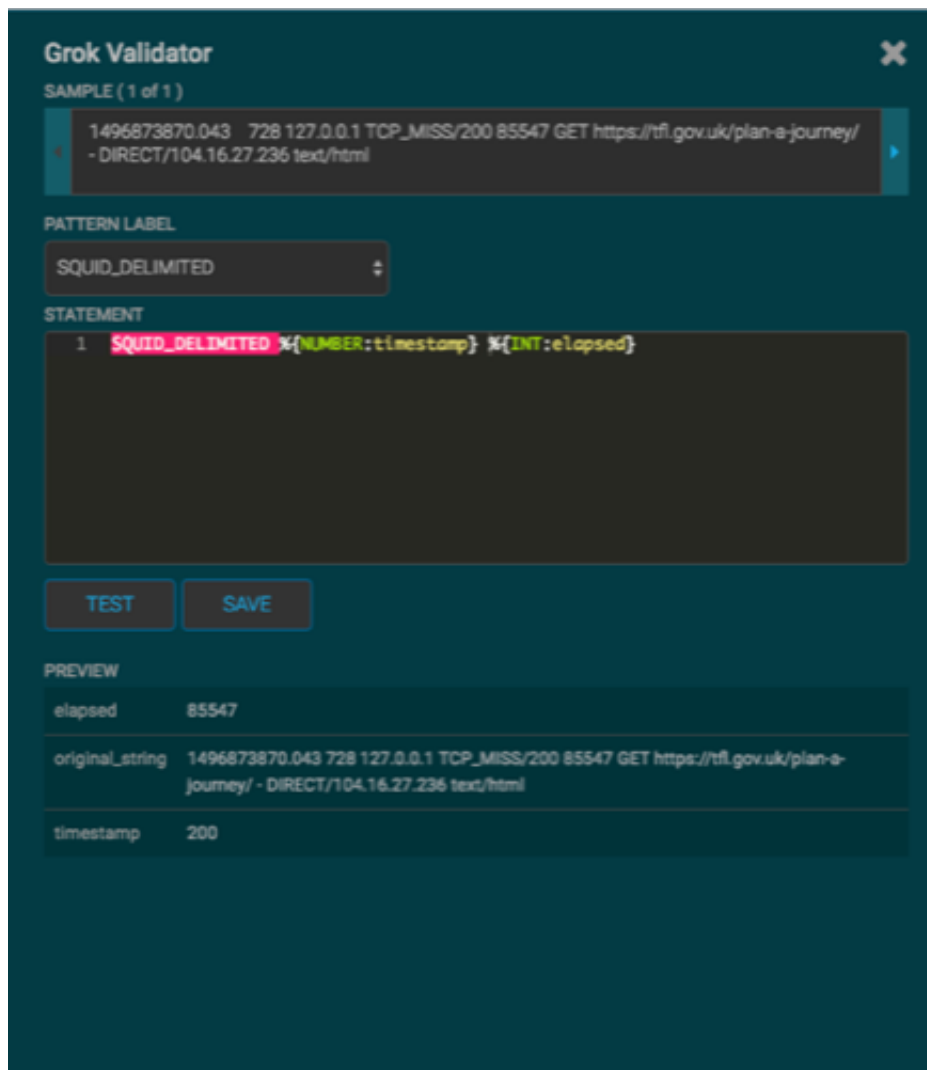 Grok Validator
SAMPLE ( 1 of 1 )
1496873870.043    728 127.0.0.1 TCP_MISS/200 85547 GET https://tfl.gov.uk/plan-a-journey/
- DIRECT/104.16.27.236 text/html
PATTERN LABEL
SQUID_DELIMITED
STATEMENT
1 SQUID_DELIMITED %{NUMBER:timestamp} %{INT:elapsed}
TEST SAVE
PREVIEW
elapsed 85547
original_string 1496873870.043 728 127.0.0.1 TCP_MISS/200 85547 GET https://tfl.gov.uk/plan-a-
journey/ - DIRECT/104.16.27.236 text/html
timestamp 200